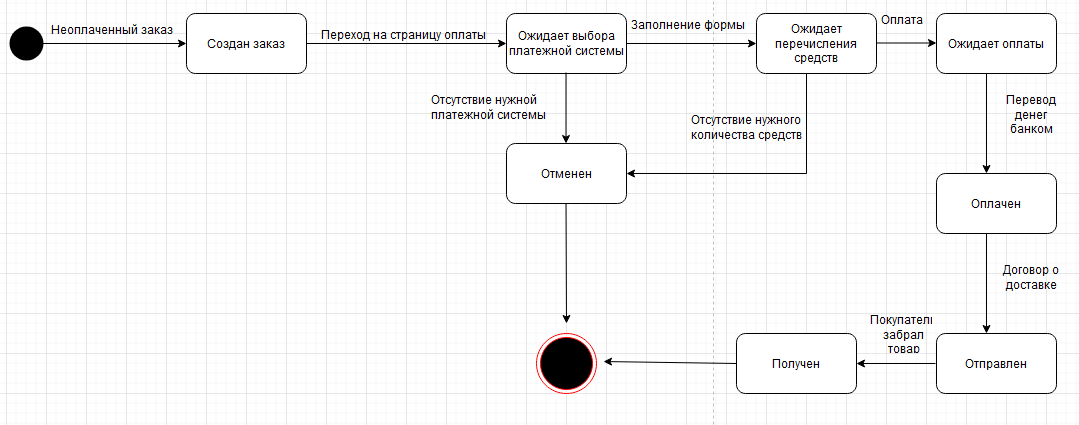 Неоплаченный заказ
Создан заказ
Переход на страницу оплаты
Ожидает выбора
платежной системы
Заполнение формы
Ожидает
перечисления
средств
Оплата
Ожидает оплаты
Отсутствие нужной
платежной системы
Отсутствие нужного
количества средств
Перевод
денег
банком
Отменен
Оплачен
Договор о
доставке
Покупатель
забрал
товар
Получен
Отправлен